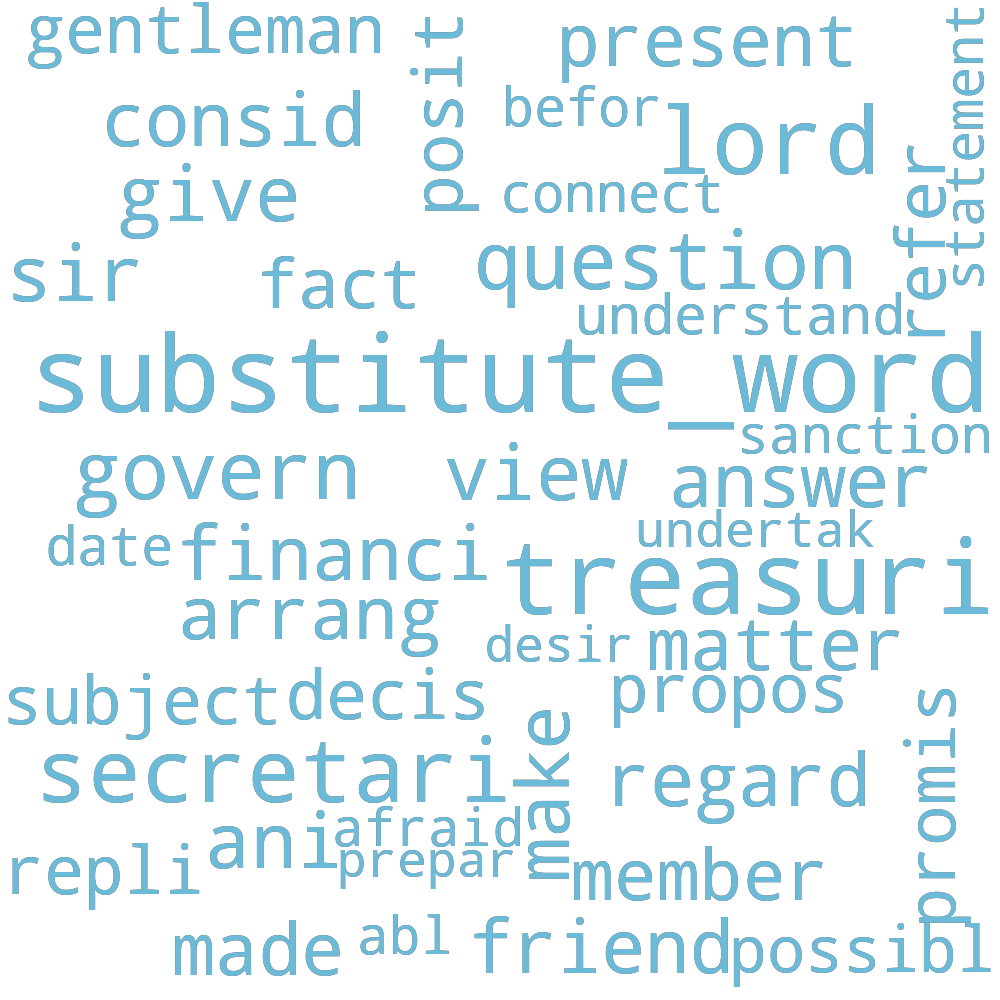 gentleman
posit
present
statement
consid
befor
lord
give
connect
refer
sir
fact
question
understand
substitute_word
sanction
govern
view
answer
date
financi
undertak
treasuri
arrang
desir
matter
subject
decis
propos
promis
secretari
make
regard
ani
afraid
repli
prepar
member
made
abl
friend
possibl